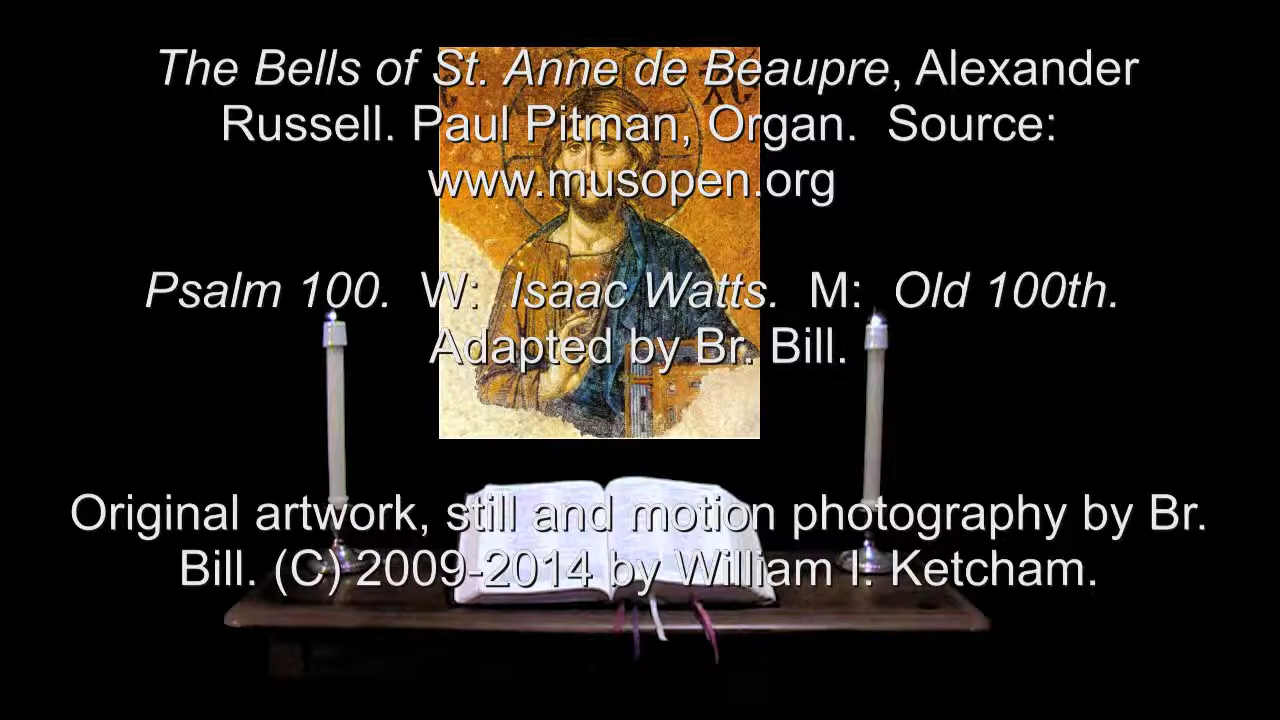 The Bells of St. Anne de Beaupre, Alexander
Russell. Paul Pitman, Organ. Source:
www.musopen.org
Psalm 100. W: Isaac Watts. M: Old 100th.
Adapted by Br. Bill.
Original artwork, still and motion photography by Br.
Bill. (C) 2009-2014 by William I. Ketcham.